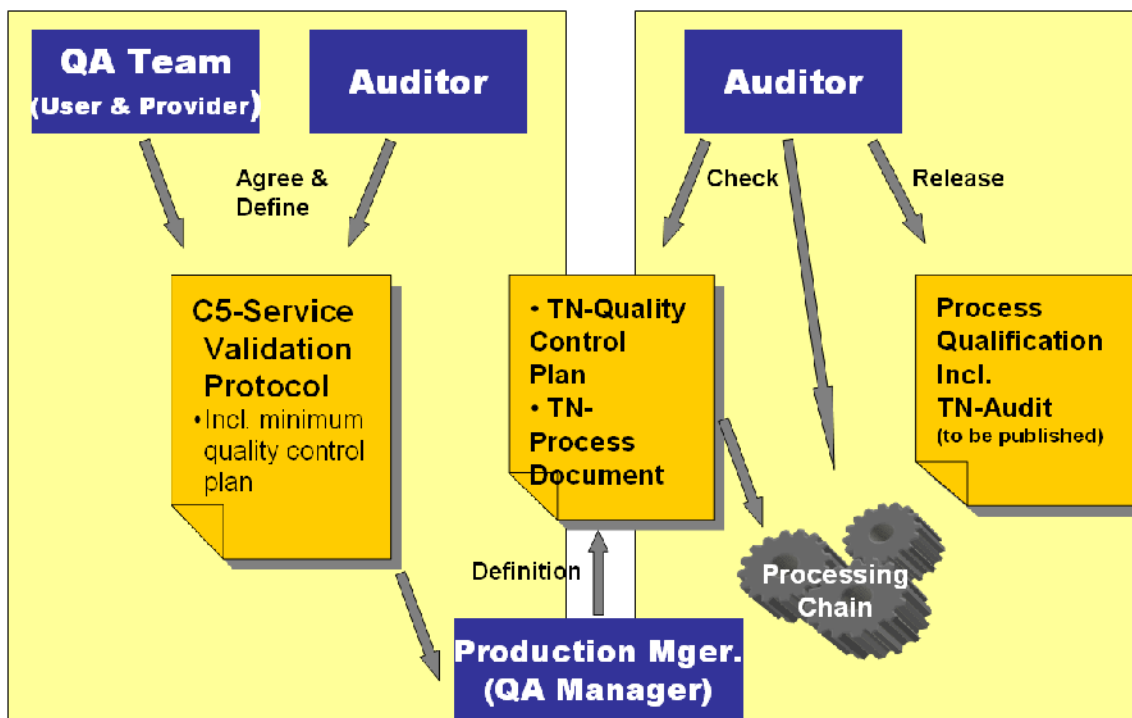 QA Team
(User & Provider)
Auditor
Agree &
Define
C5-Service
Validation
Protocol
•Incl. minimum
quality control
plan
Auditor
Check
Release
• TN-Quality
Control
Plan
• TN-
Process
Document
Process
Qualification
Incl.
TN-Audit
(to be published)
Definition
Processing
Chain
Production Mger.
(QA Manager)